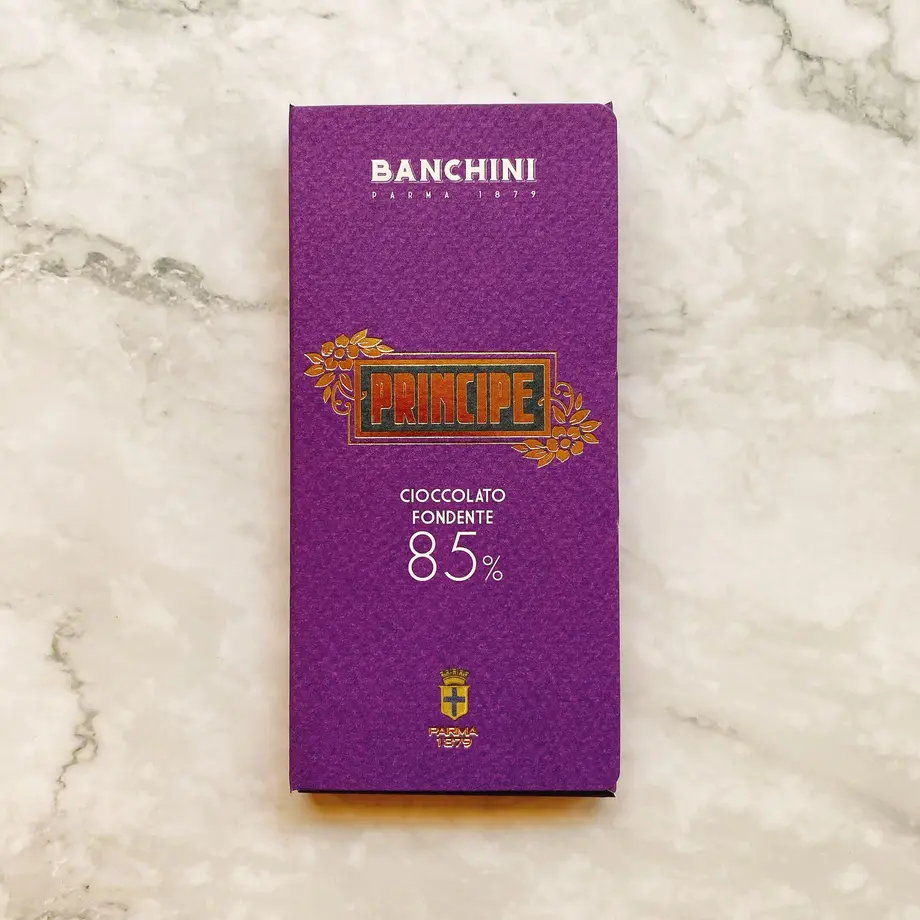 BANCHINI
PARMA 1879
PRINCIPE
CIOCCOLATO
FONDENTE
85%
PARMA
1879